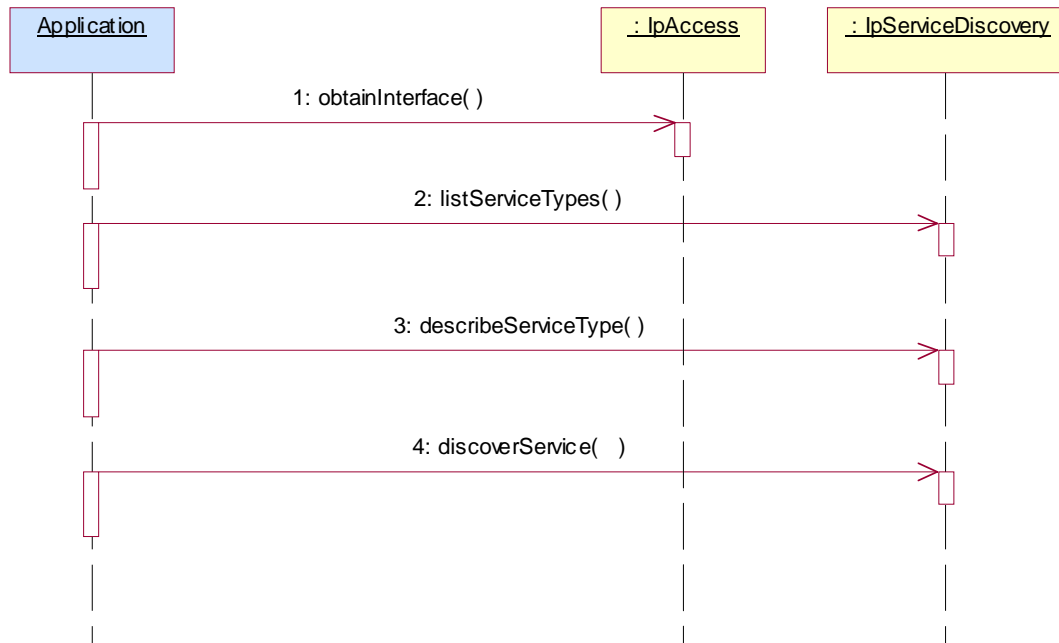 Application
: IpAccess
: IpServiceDiscovery
1: obtainInterface( )
2: listServiceTypes( )
3: describeServiceType( )
4: discoverService(   )